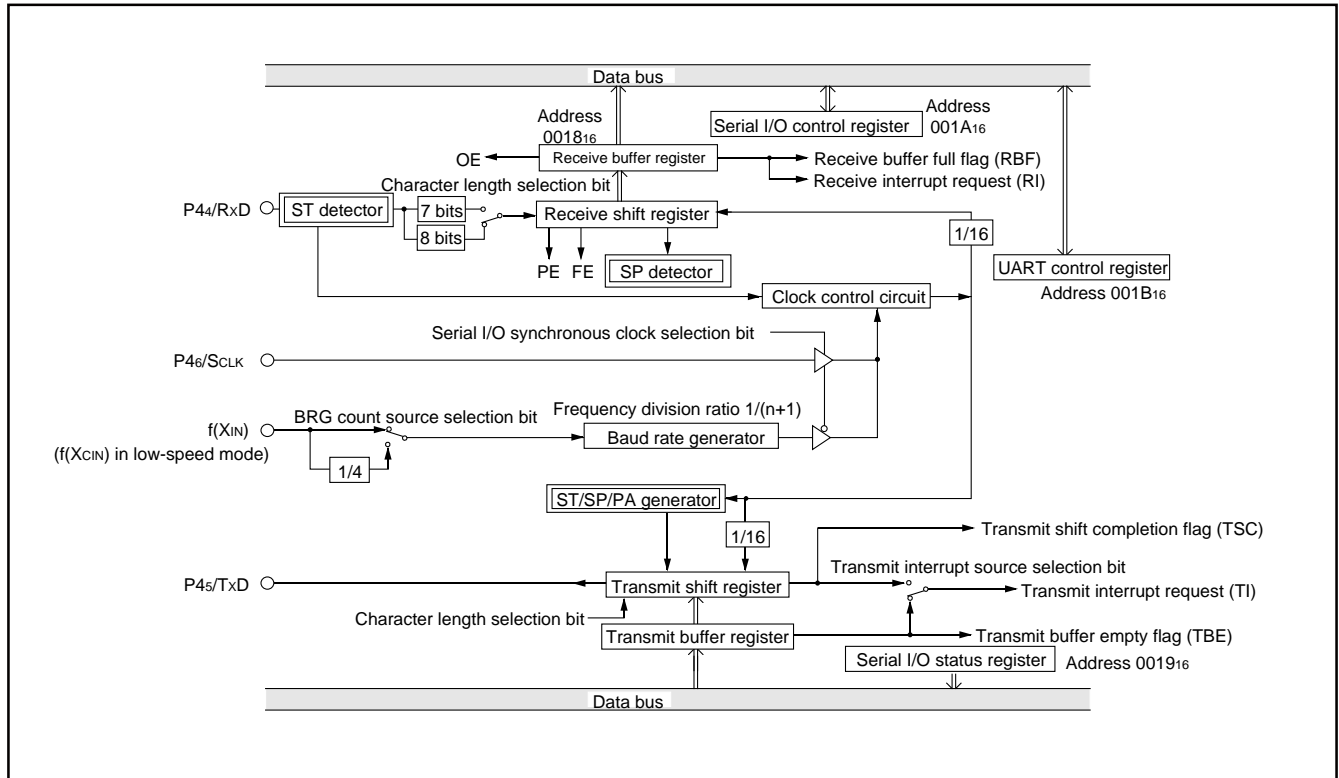 Data bus
Address
0018₁₆
Serial I/O control register
Address
001A₁₆
OE
Receive buffer register
Receive buffer full flag (RBF)
Receive interrupt request (RI)
Character length selection bit
P4₄/RxD
ST detector
7 bits
8 bits
Receive shift register
1/16
PE
FE
SP detector
UART control register
Address 001B₁₆
Clock control circuit
Serial I/O synchronous clock selection bit
P4₆/SCLK
BRG count source selection bit
Frequency division ratio 1/(n+1)
f(XIN)
(f(XCIN) in low-speed mode)
Baud rate generator
1/4
ST/SP/PA generator
1/16
Transmit shift completion flag (TSC)
Transmit interrupt source selection bit
P4₅/TxD
Transmit shift register
Transmit interrupt request (TI)
Character length selection bit
Transmit buffer register
Transmit buffer empty flag (TBE)
Serial I/O status register
Address 0019₁₆
Data bus